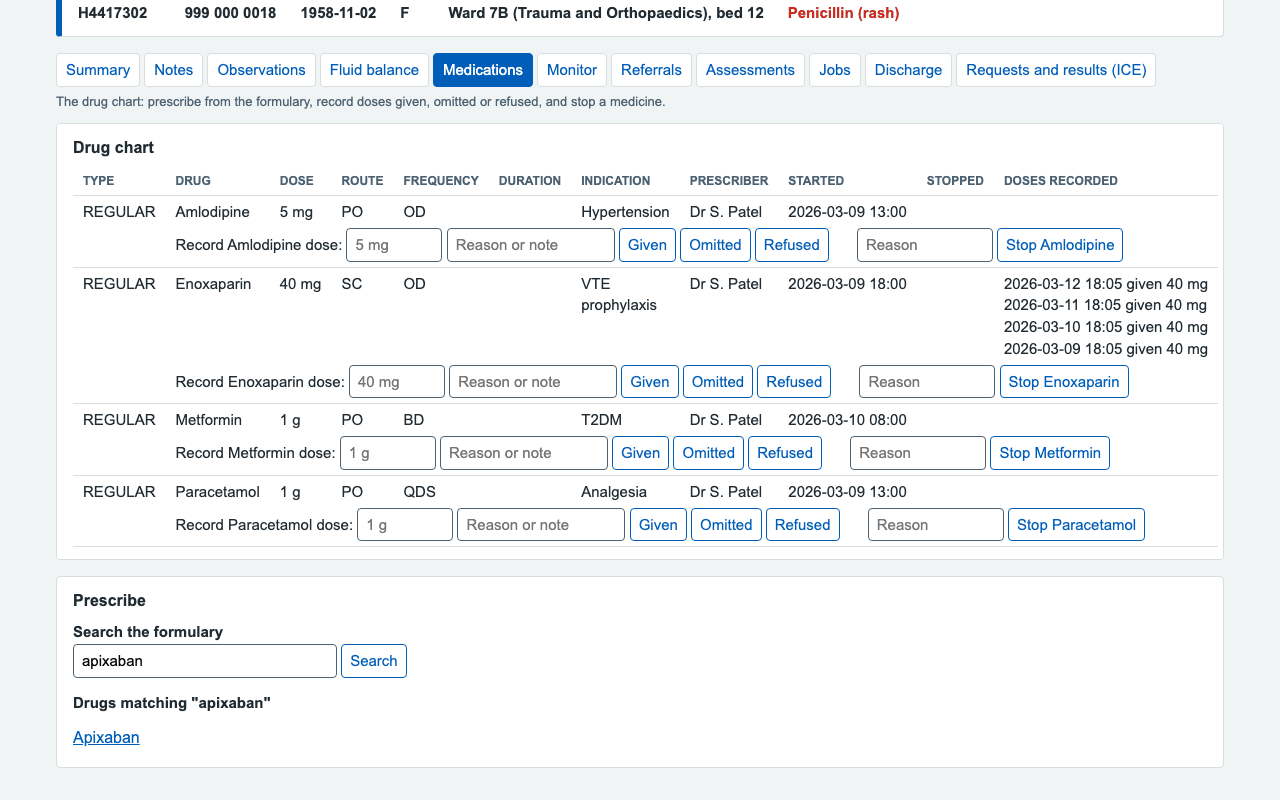 H4417302 999 000 0018 1958-11-02 F Ward 7B (Trauma and Orthopaedics), bed 12 Penicillin (rash)
Summary Notes Observations Fluid balance Medications Monitor Referrals Assessments Jobs Discharge Requests and results (ICE)
The drug chart: prescribe from the formulary, record doses given, omitted or refused, and stop a medicine.
Drug chart
TYPE DRUG DOSE ROUTE FREQUENCY DURATION INDICATION PRESCRIBER STARTED STOPPED DOSES RECORDED
REGULAR Amlodipine 5 mg PO OD Hypertension Dr S. Patel 2026-03-09 13:00
Record Amlodipine dose: 5 mg Reason or note Given Omitted Refused Reason Stop Amlodipine
REGULAR Enoxaparin 40 mg SC OD VTE Dr S. Patel 2026-03-09 18:00 2026-03-12 18:05 given 40 mg
prophylaxis 2026-03-11 18:05 given 40 mg
2026-03-10 18:05 given 40 mg
2026-03-09 18:05 given 40 mg
Record Enoxaparin dose: 40 mg Reason or note Given Omitted Refused Reason Stop Enoxaparin
REGULAR Metformin 1 g PO BD T2DM Dr S. Patel 2026-03-10 08:00
Record Metformin dose: 1 g Reason or note Given Omitted Refused Reason Stop Metformin
REGULAR Paracetamol 1 g PO QDS Analgesia Dr S. Patel 2026-03-09 13:00
Record Paracetamol dose: 1 g Reason or note Given Omitted Refused Reason Stop Paracetamol
Prescribe
Search the formulary
apixaban Search
Drugs matching "apixaban"
Apixaban